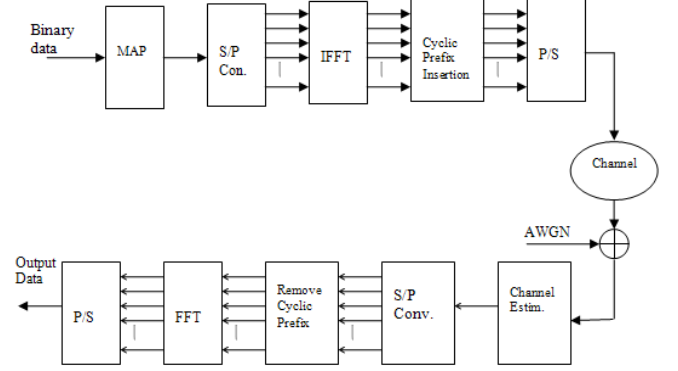 Binary
data
MAP
S/P
Con.
IFFT
Cyclic
Prefix
Insertion
P/S
Channel
AWGN
Output
Data
P/S
FFT
Remove
Cyclic
Prefix
S/P
Conv.
Channel
Estim.